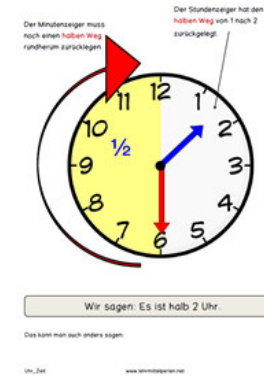 Der Minutenzeiger muss
noch einen halben Weg
rundherum zurücklegen.
Der Stundenzeiger hat den
halben Weg von 1 nach 2
zurückgelegt.
12
11
1
10
2
½
9
3
8
4
7
5
6
Wir sagen: Es ist halb 2 Uhr.
Das kann man auch anders sagen:
Uhr_Zeit
www.lehrmittelperlen.net